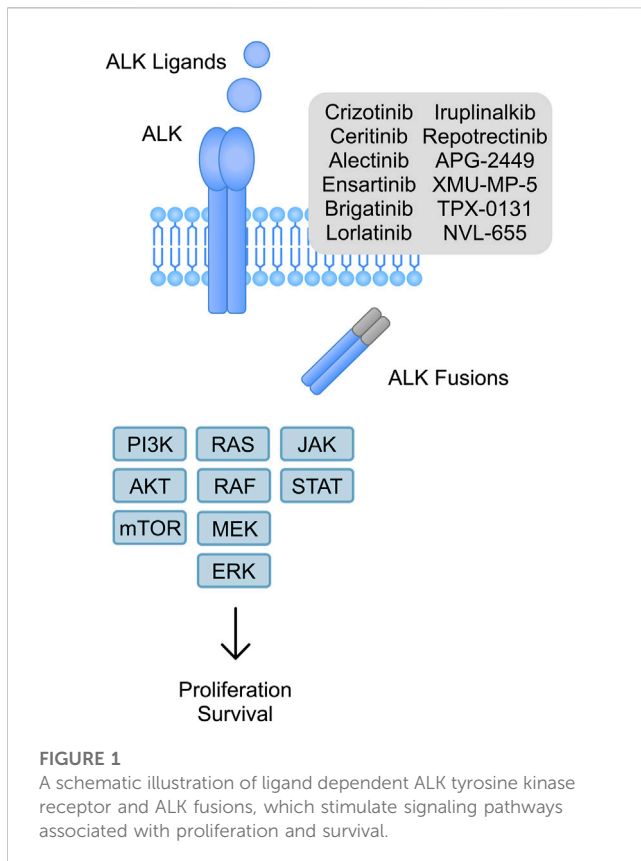 ALK Ligands
ALK
Crizotinib Iruplinalkib
Ceritinib Repotrectinib
Alectinib APG-2449
Ensartinib XMU-MP-5
Brigatinib TPX-0131
Lorlatinib NVL-655
ALK Fusions
PI3K RAS JAK
AKT RAF STAT
mTOR MEK
ERK
Proliferation
Survival
FIGURE 1
A schematic illustration of ligand dependent ALK tyrosine kinase
receptor and ALK fusions, which stimulate signaling pathways
associated with proliferation and survival.